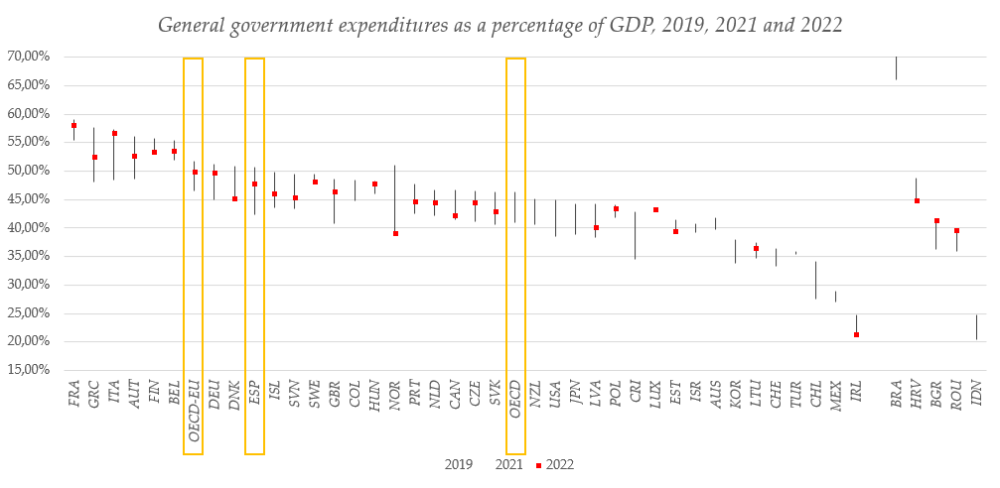 General government expenditures as a percentage of GDP, 2019, 2021 and 2022
70,00%
65,00%
60,00%
55,00%
50,00%
45,00%
40,00%
35,00%
30,00%
25,00%
20,00%
15,00%
FRA
GRC
ITA
AUT
FIN
BEL
OECD-EU
DEU
DNK
ESP
ISL
SVN
SWE
GBR
COL
HUN
NOR
PRT
NLD
CAN
CZE
SVK
OECD
NZL
USA
JPN
LVA
POL
CRI
LUX
EST
ISR
AUS
KOR
LTU
CHE
TUR
CHL
MEX
IRL
BRA
HRV
BGR
ROU
IDN
2019 2021 2022